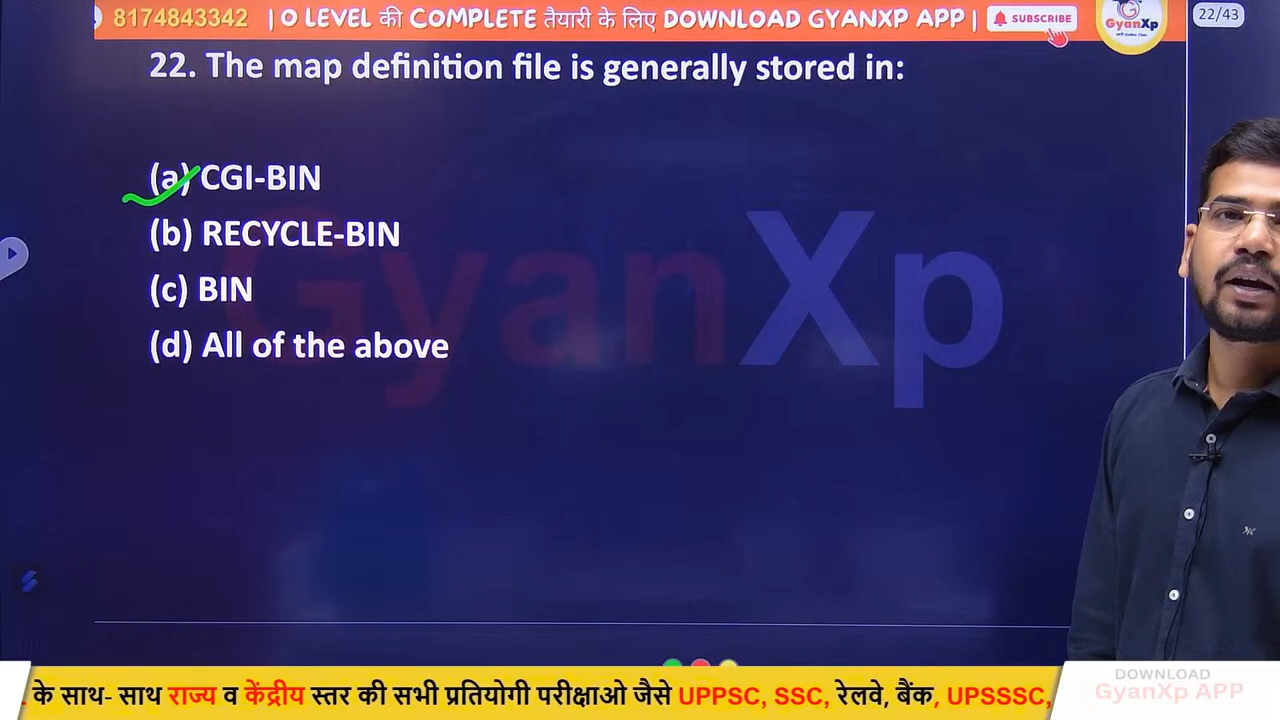 8174843342 | O LEVEL की COMPLETE तैयारी के लिए DOWNLOAD GYANXP APP | SUBSCRIBE
GyanXp
22/43
22. The map definition file is generally stored in:
(a) CGI-BIN
(b) RECYCLE-BIN
(c) BIN
(d) All of the above
GyanXp
के साथ- साथ राज्य व केंद्रीय स्तर की सभी प्रतियोगी परीक्षाओ जैसे UPPSC, SSC, रेलवे, बैंक, UPSSSC,
DOWNLOAD
GyanXp APP